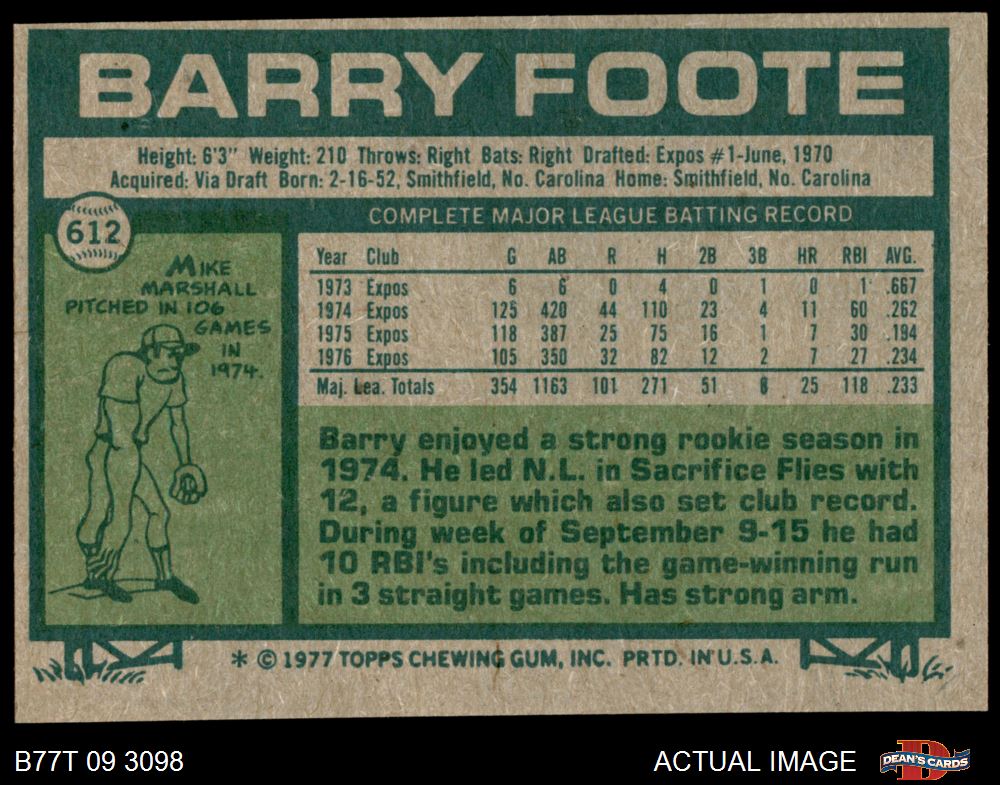 BARRY FOOTE
Height: 6'3" Weight: 210 Throws: Right Bats: Right Drafted: Expos #1-June, 1970
Acquired: Via Draft Born: 2-16-52, Smithfield, No. Carolina Home: Smithfield, No. Carolina
612
MIKE
MARSHALL
PITCHED IN 106
GAMES
IN
1974.
COMPLETE MAJOR LEAGUE BATTING RECORD
Year Club G AB R H 2B 3B HR RBI AVG.
1973 Expos 6 6 0 4 0 1 0 1 .667
1974 Expos 125 420 44 110 23 4 11 60 .262
1975 Expos 118 387 25 75 16 1 7 30 .194
1976 Expos 105 350 32 82 12 2 7 27 .234
Maj. Lea. Totals 354 1163 101 271 51 8 25 118 .233
Barry enjoyed a strong rookie season in
1974. He led N.L. in Sacrifice Flies with
12, a figure which also set club record.
During week of September 9-15 he had
10 RBI's including the game-winning run
in 3 straight games. Has strong arm.
* © 1977 TOPPS CHEWING GUM, INC. PRTD. IN U.S.A.
B77T 09 3098
ACTUAL IMAGE
DEAN'S CARDS